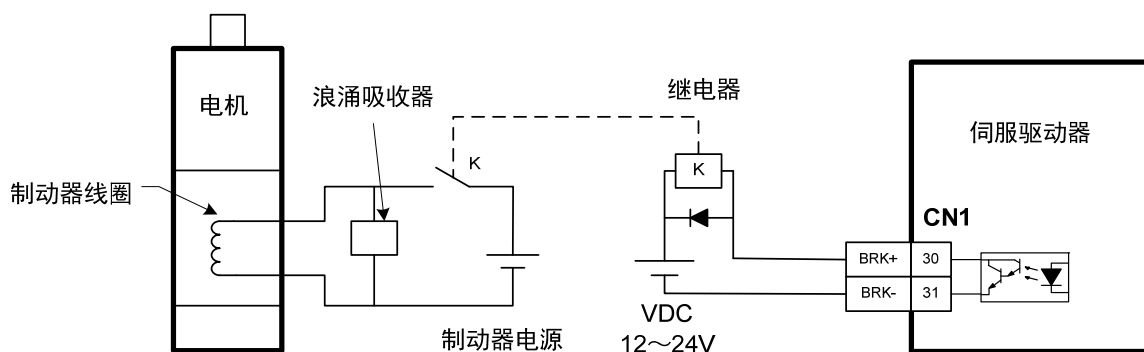 电机
浪涌吸收器
继电器
伺服驱动器
K
K
制动器线圈
CN1
BRK+
30
BRK-
31
制动器电源
VDC
12～24V